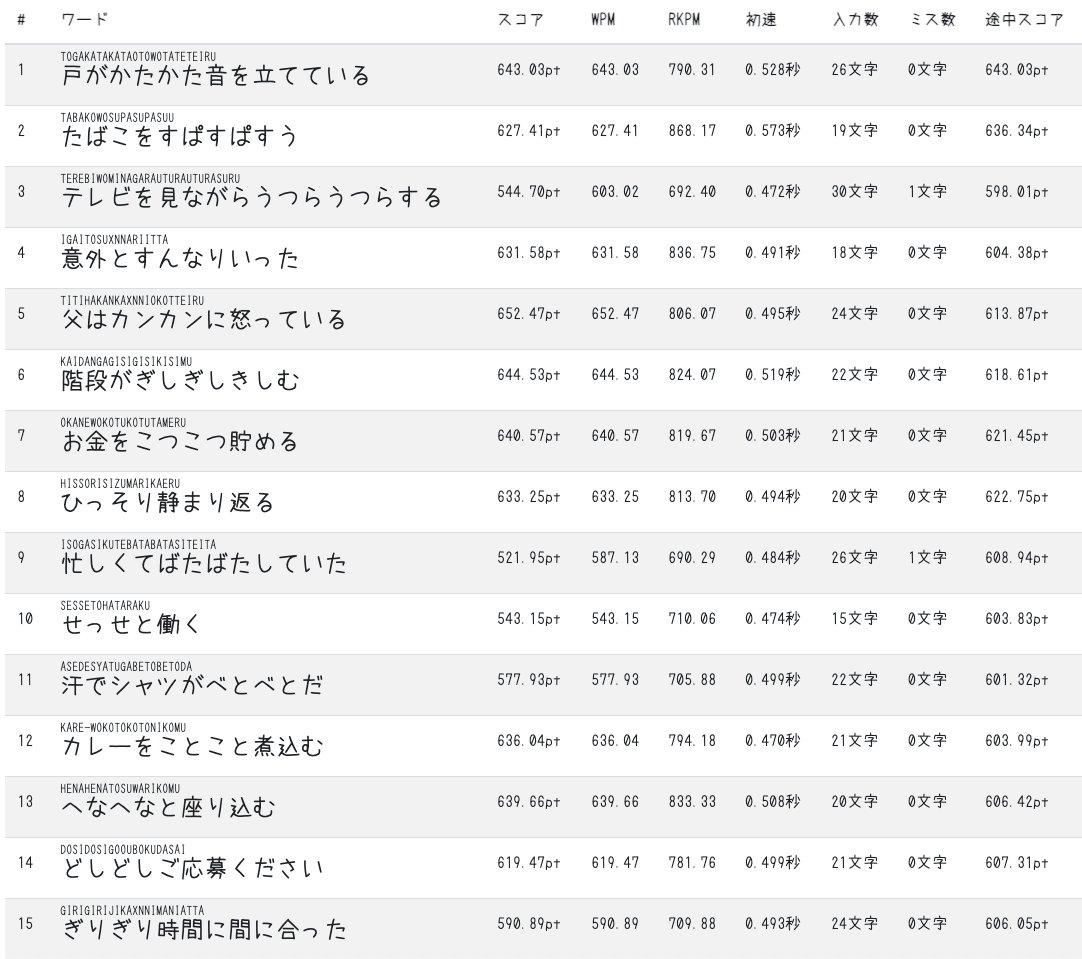 # ワード スコア WPM RKPM 初速 入力数 ミス数 途中スコア
TOGAKATAKATAOTOWOTATETEIRU
1 戸がかたかた音を立てている 643.03pt 643.03 790.31 0.528秒 26文字 0文字 643.03pt
TABAKOWOSUPASUPASUU
2 たばこをすぱすぱすう 627.41pt 627.41 868.17 0.573秒 19文字 0文字 636.34pt
TEREBIWOMINAGARAUTURAUTURASURU
3 テレビを見ながらうつらうつらする 544.70pt 603.02 692.40 0.472秒 30文字 1文字 598.01pt
IGAITOSUXNNARIITTA
4 意外とすんなりいった 631.58pt 631.58 836.75 0.491秒 18文字 0文字 604.38pt
TITIHAKANKAXNNIOKOTTEIRU
5 父はカンカンに怒っている 652.47pt 652.47 806.07 0.495秒 24文字 0文字 613.87pt
KAIDANGAGISIGISIKISIMU
6 階段がぎしぎしきしむ 644.53pt 644.53 824.07 0.519秒 22文字 0文字 618.61pt
OKANEWOKOTUKOTUTAMERU
7 お金をこつこつ貯める 640.57pt 640.57 819.67 0.503秒 21文字 0文字 621.45pt
HISSORISIZUMARIKAERU
8 ひっそり静まり返る 633.25pt 633.25 813.70 0.494秒 20文字 0文字 622.75pt
ISOGASIKUTEBATABATASITEITA
9 忙しくてばたばたしていた 521.95pt 587.13 690.29 0.484秒 26文字 1文字 608.94pt
SESSETOHATARAKU
10 せっせと働く 543.15pt 543.15 710.06 0.474秒 15文字 0文字 603.83pt
ASEDESYATUGABETOBETODA
11 汗でシャツがべとべとだ 577.93pt 577.93 705.88 0.499秒 22文字 0文字 601.32pt
KARE-WOKOTOKOTONIKOMU
12 カレーをことこと煮込む 636.04pt 636.04 794.18 0.470秒 21文字 0文字 603.99pt
HENAHENATOSUWARIKOMU
13 へなへなと座り込む 639.66pt 639.66 833.33 0.508秒 20文字 0文字 606.42pt
DOSIDOSIGOOUBOKUDASAI
14 どしどしご応募ください 619.47pt 619.47 781.76 0.499秒 21文字 0文字 607.31pt
GIRIGIRIJIKAXNNIMANIATTA
15 ぎりぎり時間に間に合った 590.89pt 590.89 709.88 0.493秒 24文字 0文字 606.05pt